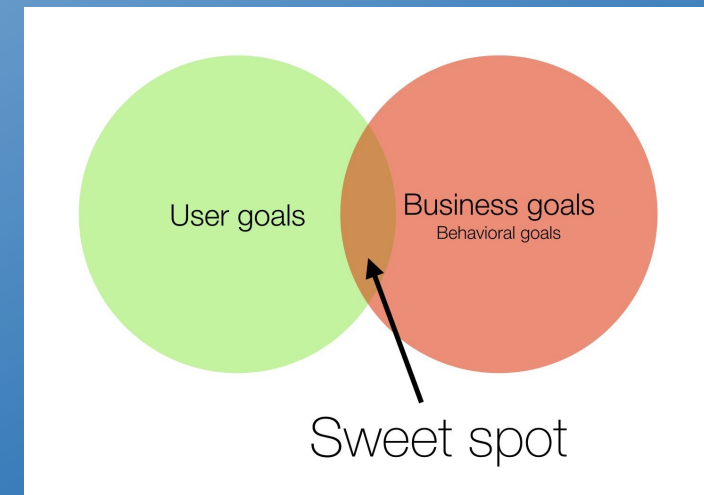 User goals
Business goals
Behavioral goals
Sweet spot